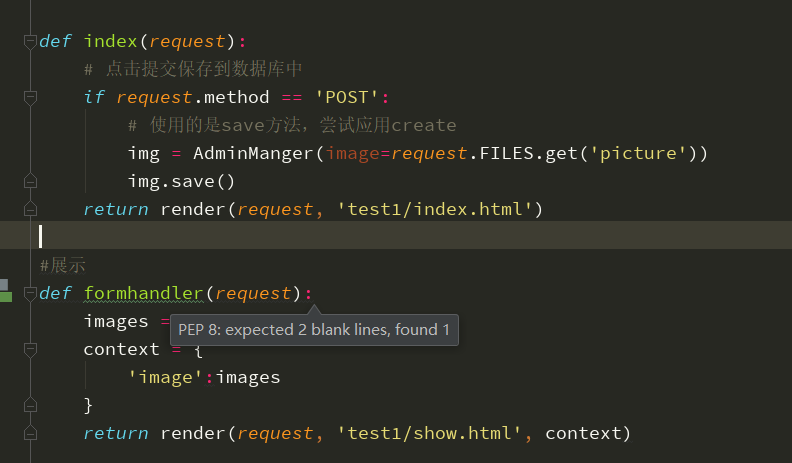 def index(request):
# 点击提交保存到数据库中
if request.method == 'POST':
# 使用的是save方法，尝试应用create
img = AdminManger(image=request.FILES.get('picture'))
img.save()
return render(request, 'test1/index.html')
#展示
def formhandler(request):
images =
PEP 8: expected 2 blank lines, found 1
context = {
'image':images
}
return render(request, 'test1/show.html', context)